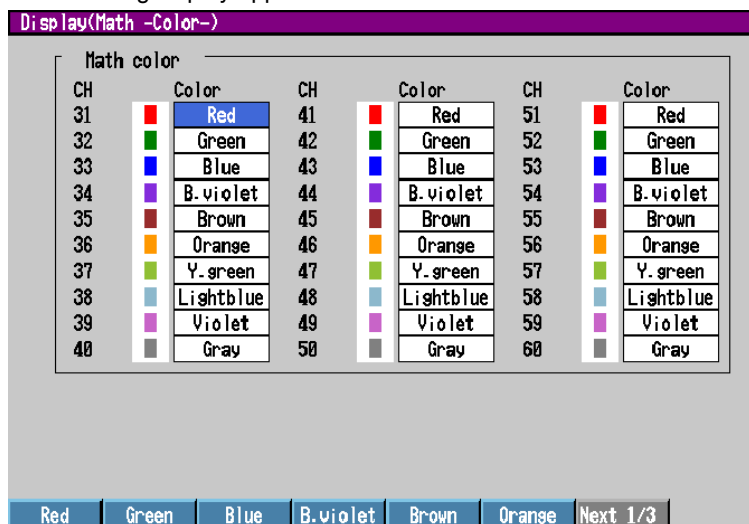 Display(Math -Color-)
Math color
CH Color CH Color CH Color
31 Red 41 Red 51 Red
32 Green 42 Green 52 Green
33 Blue 43 Blue 53 Blue
34 B.violet 44 B.violet 54 B.violet
35 Brown 45 Brown 55 Brown
36 Orange 46 Orange 56 Orange
37 Y.green 47 Y.green 57 Y.green
38 Lightblue 48 Lightblue 58 Lightblue
39 Violet 49 Violet 59 Violet
40 Gray 50 Gray 60 Gray
Red Green Blue B.violet Brown Orange Next 1/3